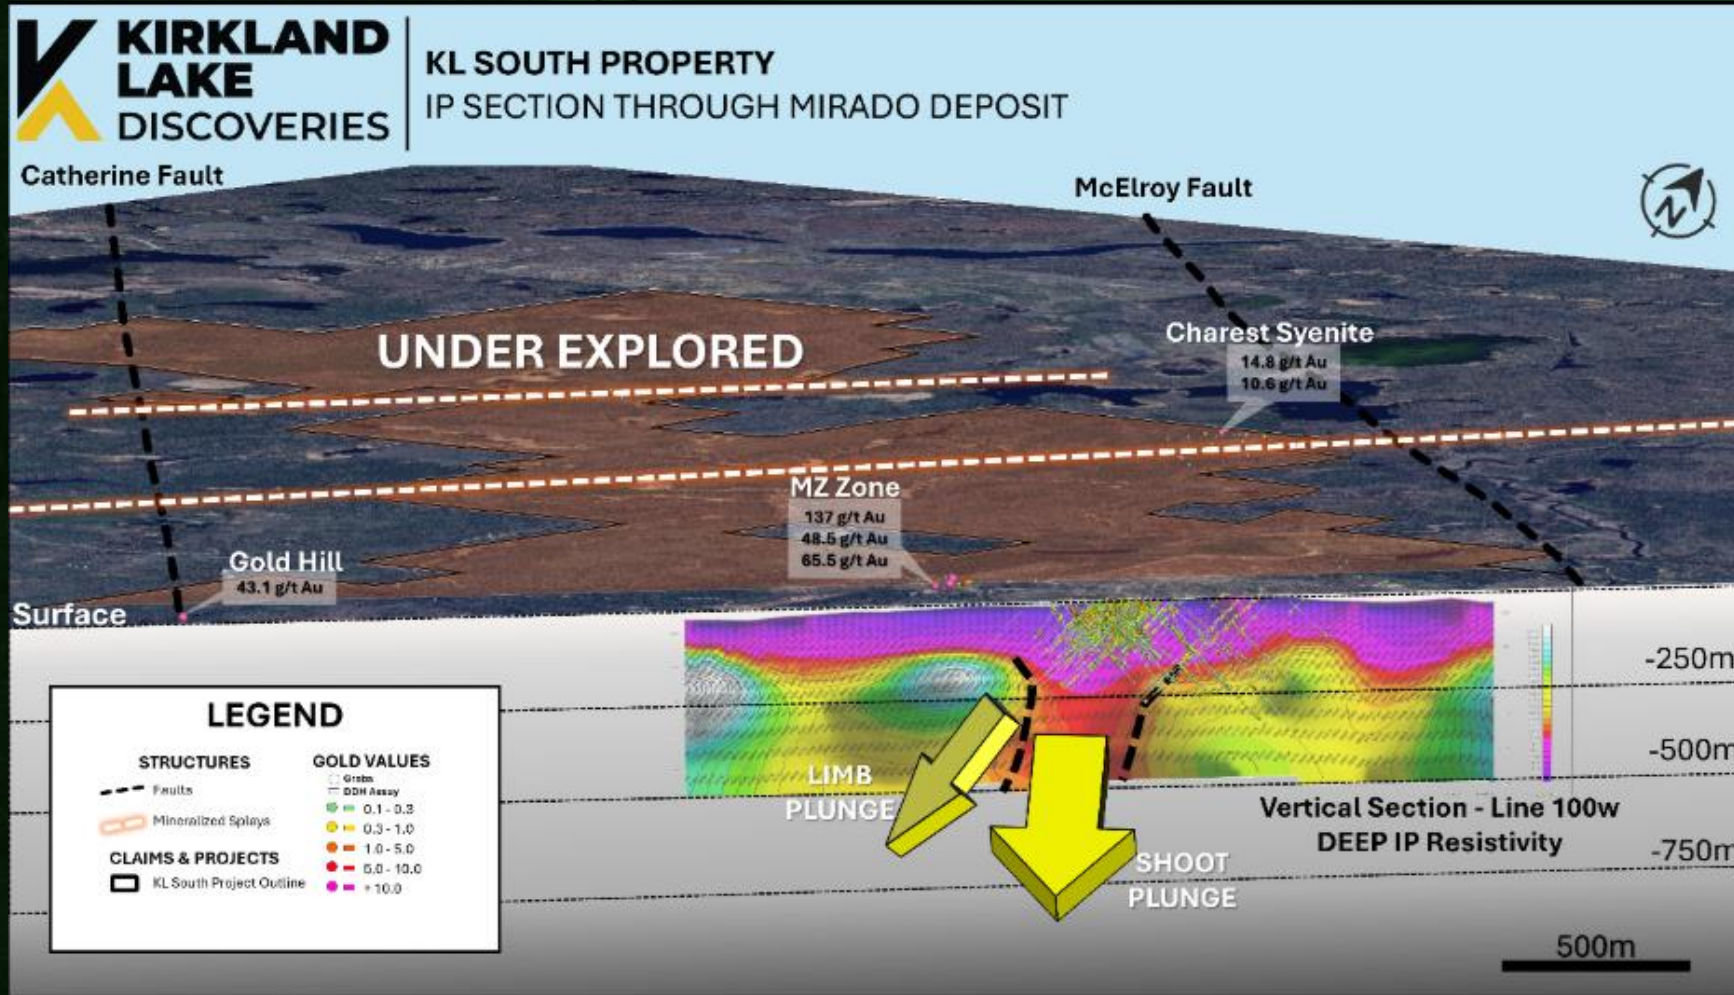 KIRKLAND
LAKE
DISCOVERIES
KL SOUTH PROPERTY
IP SECTION THROUGH MIRADO DEPOSIT
Catherine Fault
McElroy Fault
N
Charest Syenite
14.8 g/t Au
10.6 g/t Au
UNDER EXPLORED
MZ Zone
137 g/t Au
48.5 g/t Au
65.5 g/t Au
Gold Hill
43.1 g/t Au
Surface
-250m
-500m
-750m
LIMB
PLUNGE
SHOOT
PLUNGE
Vertical Section - Line 100w
DEEP IP Resistivity
500m
LEGEND
STRUCTURES
Faults
Mineralized Splays
CLAIMS & PROJECTS
KL South Project Outline
GOLD VALUES
Grabs
DDH Assay
0.1 - 0.3
0.3 - 1.0
1.0 - 5.0
5.0 - 10.0
+ 10.0